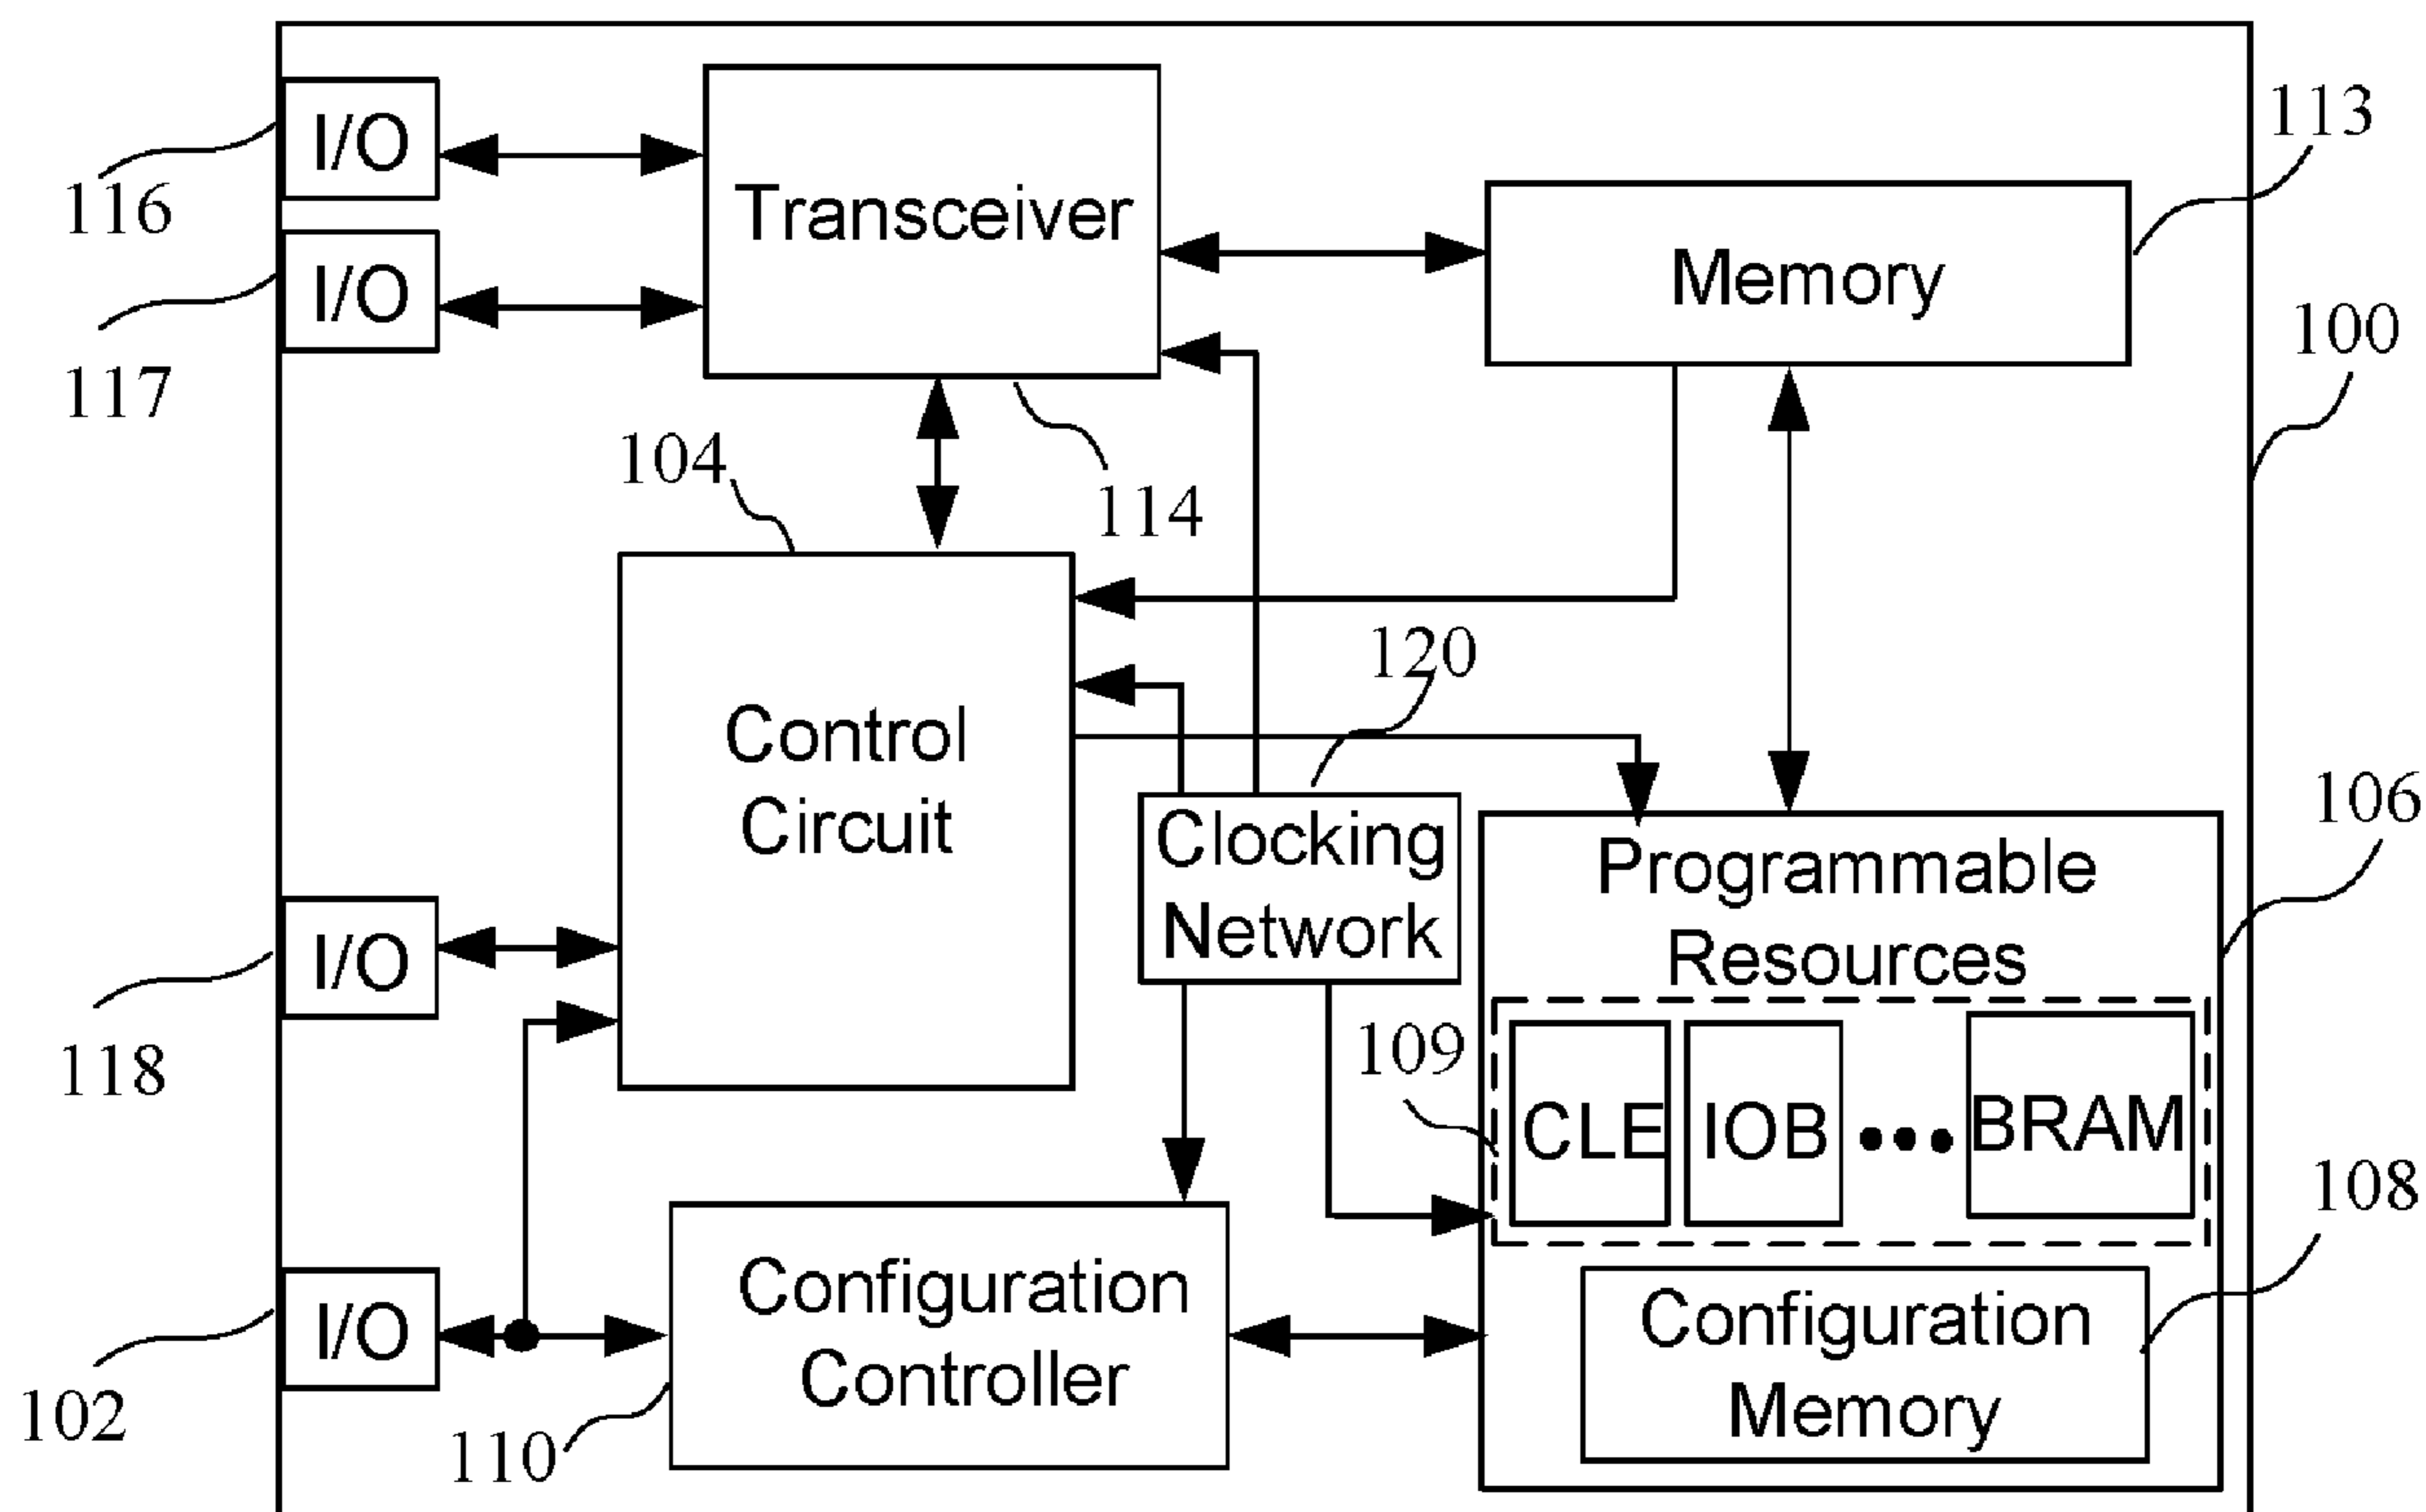 I/O
116
I/O
117
Transceiver
114
Memory
113
100
104
Control
Circuit
120
Clocking
Network
106
Programmable
Resources
109
CLE
IOB
•••
BRAM
108
Configuration
Memory
I/O
118
I/O
102
110
Configuration
Controller